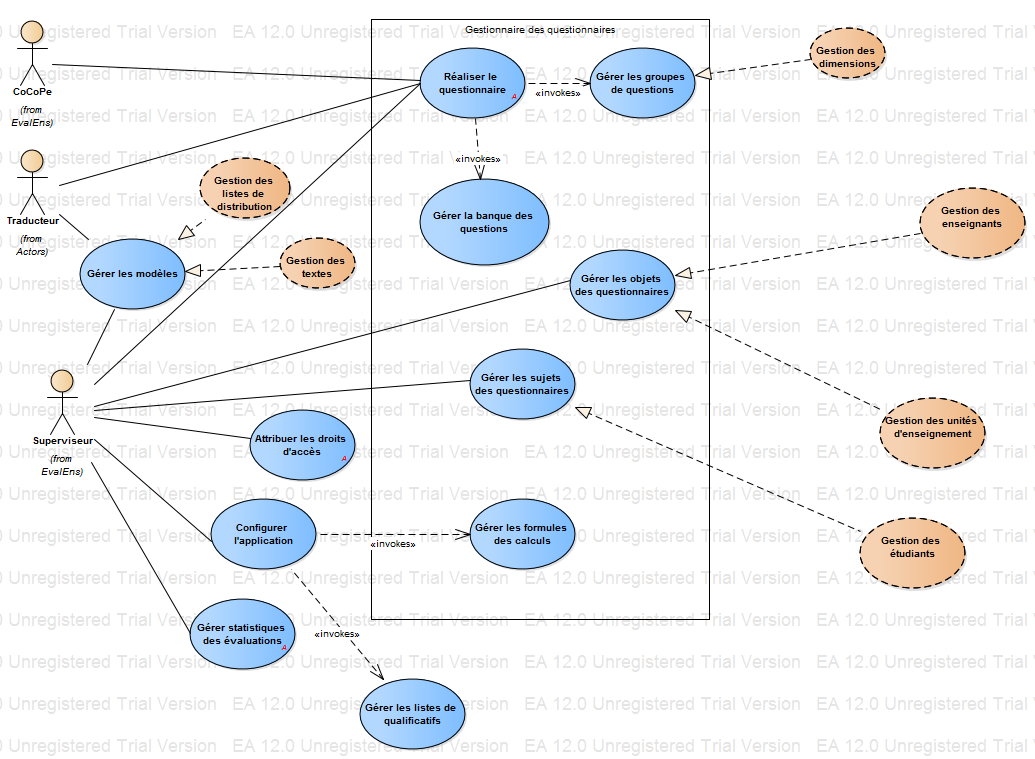 Gestionnaire des questionnaires
CoCoPe
(from
EvalEns)
Réaliser le
questionnaire
A
«invokes»
Gérer les groupes
de questions
Gestion des
dimensions
«invokes»
Traducteur
(from
Actors)
Gestion des
listes de
distribution
Gérer la banque des
questions
Gestion des
enseignants
Gérer les modèles
Gestion des
textes
Gérer les objets
des questionnaires
Superviseur
(from
EvalEns)
Gérer les sujets
des questionnaires
Attribuer les droits
d'accès
A
Gestion des unités
d'enseignement
Configurer
l'application
«invokes»
Gérer les formules
des calculs
Gestion des
étudiants
Gérer statistiques
des évaluations
A
«invokes»
Gérer les listes de
qualificatifs
EA 12.0 Unregistered Trial Version